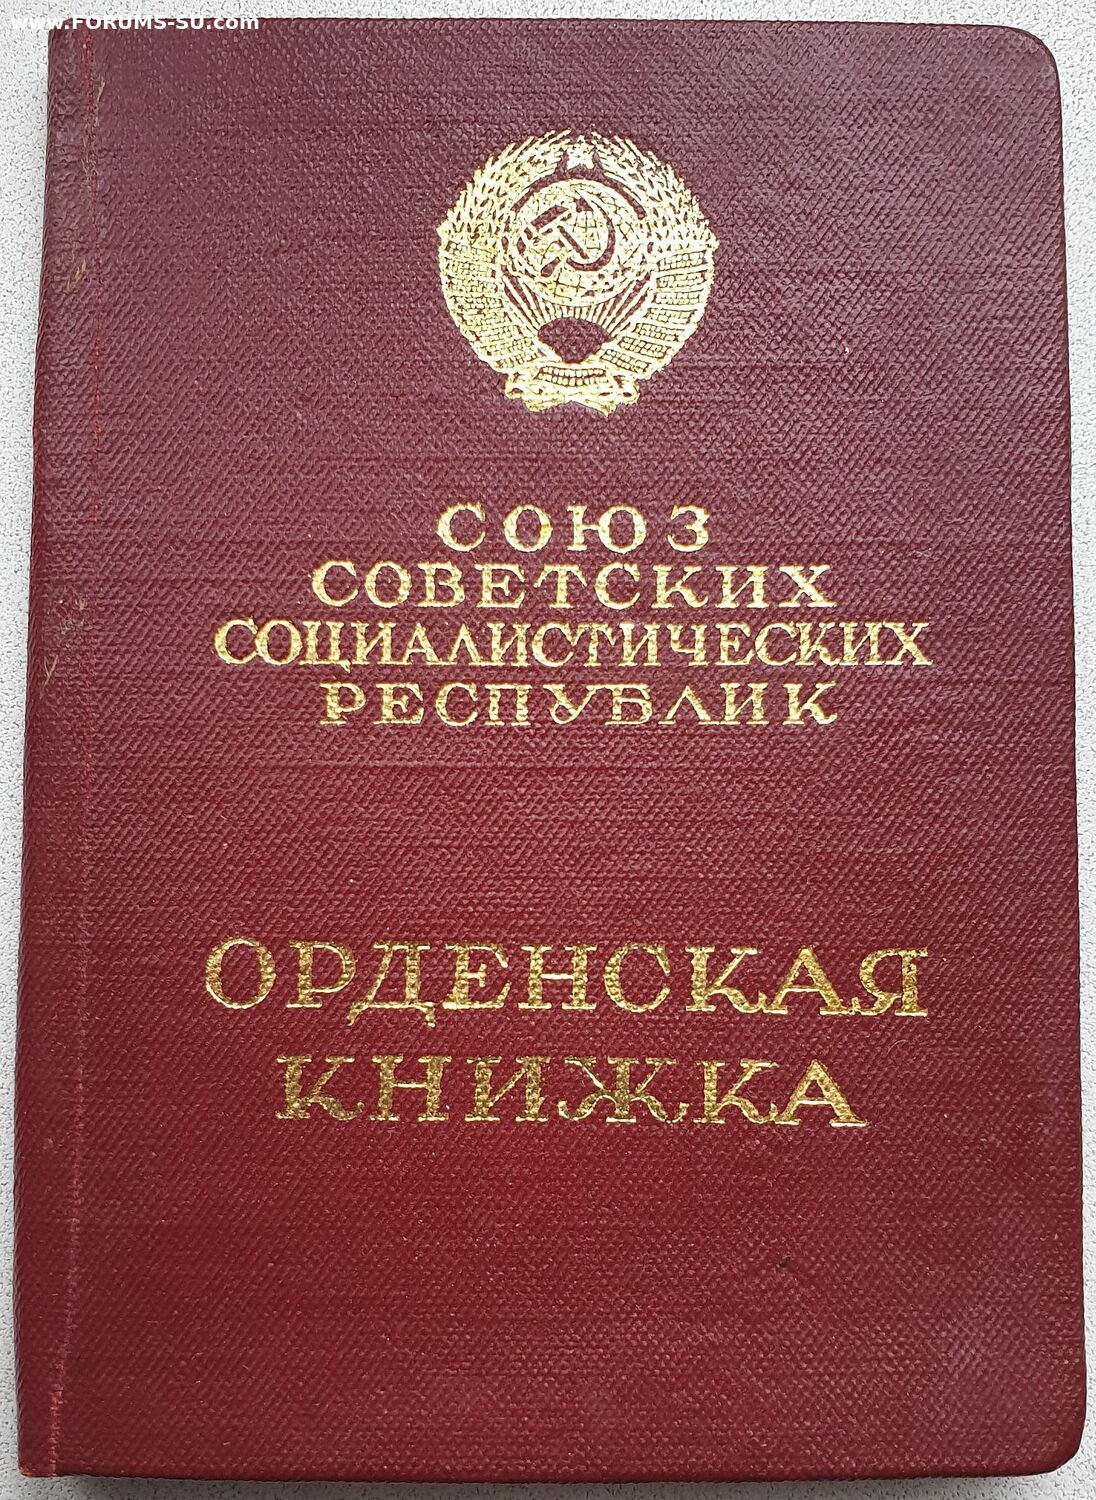 www.FORUMS-SU.com
СОЮЗ
СОВЕТСКИХ
СОЦИАЛИСТИЧЕСКИХ
РЕСПУБЛИК
ОРДЕНСКАЯ
КНИЖКА